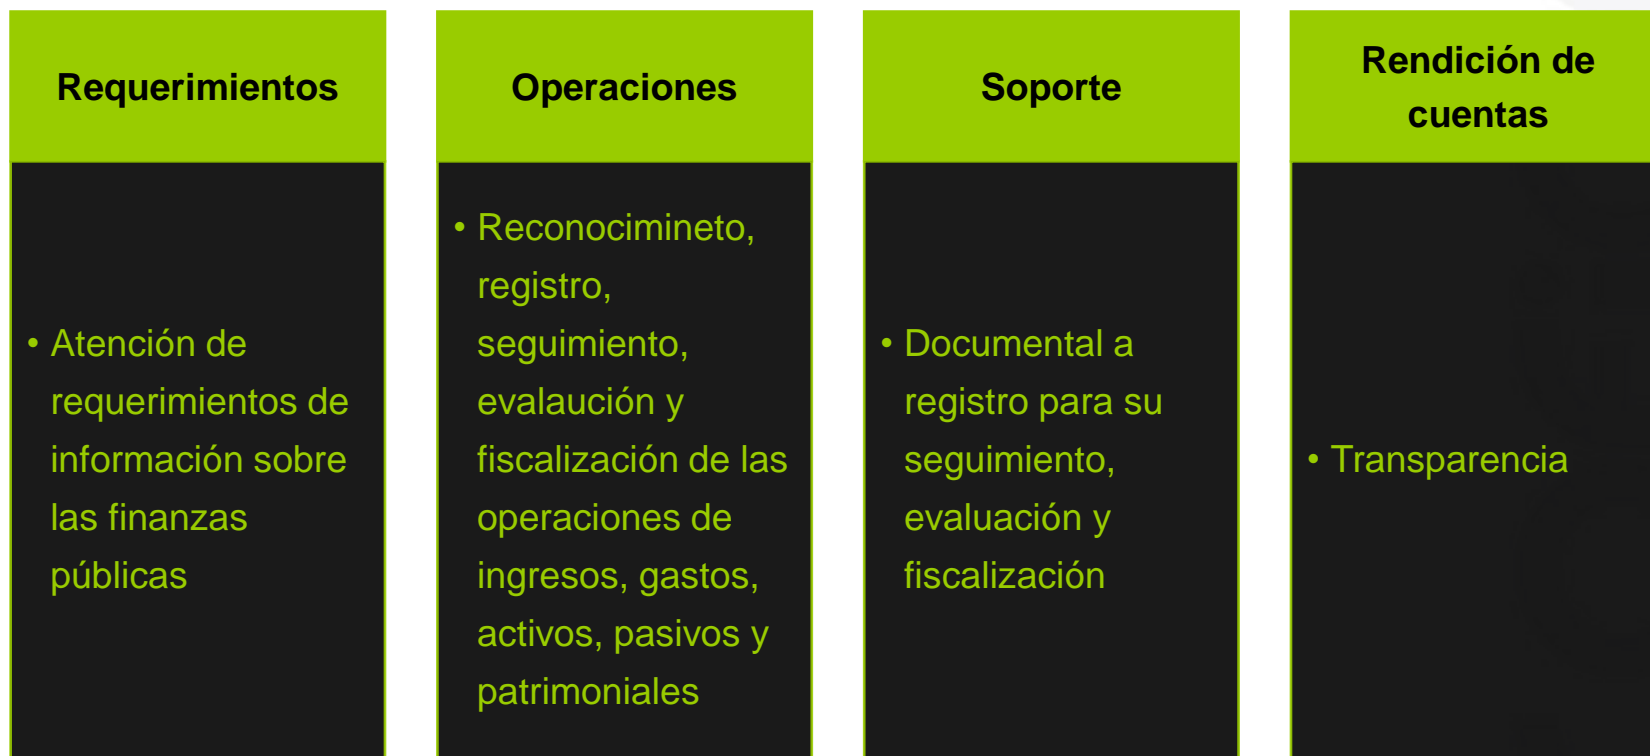 Requerimientos
• Atención de
requerimientos de
información sobre
las finanzas
públicas
Operaciones
• Reconocimineto,
registro,
seguimiento,
evalaución y
fiscalización de las
operaciones de
ingresos, gastos,
activos, pasivos y
patrimoniales
Soporte
• Documental a
registro para su
seguimiento,
evaluación y
fiscalización
Rendición de
cuentas
• Transparencia